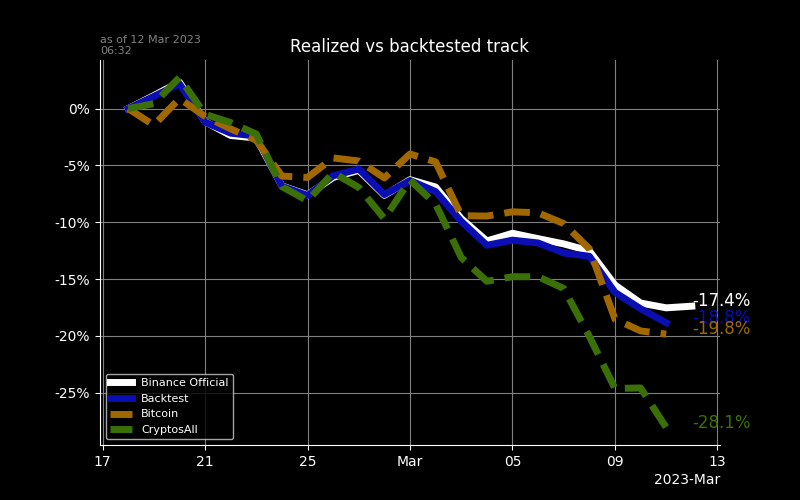 as of 12 Mar 2023
06:32
Realized vs backtested track
0%
-5%
-10%
-15%
-20%
-25%
-17.4%
-18.8%
-19.8%
-28.1%
Binance Official
Backtest
Bitcoin
CryptosAll
17 21 25 Mar 05 09 13
2023-Mar